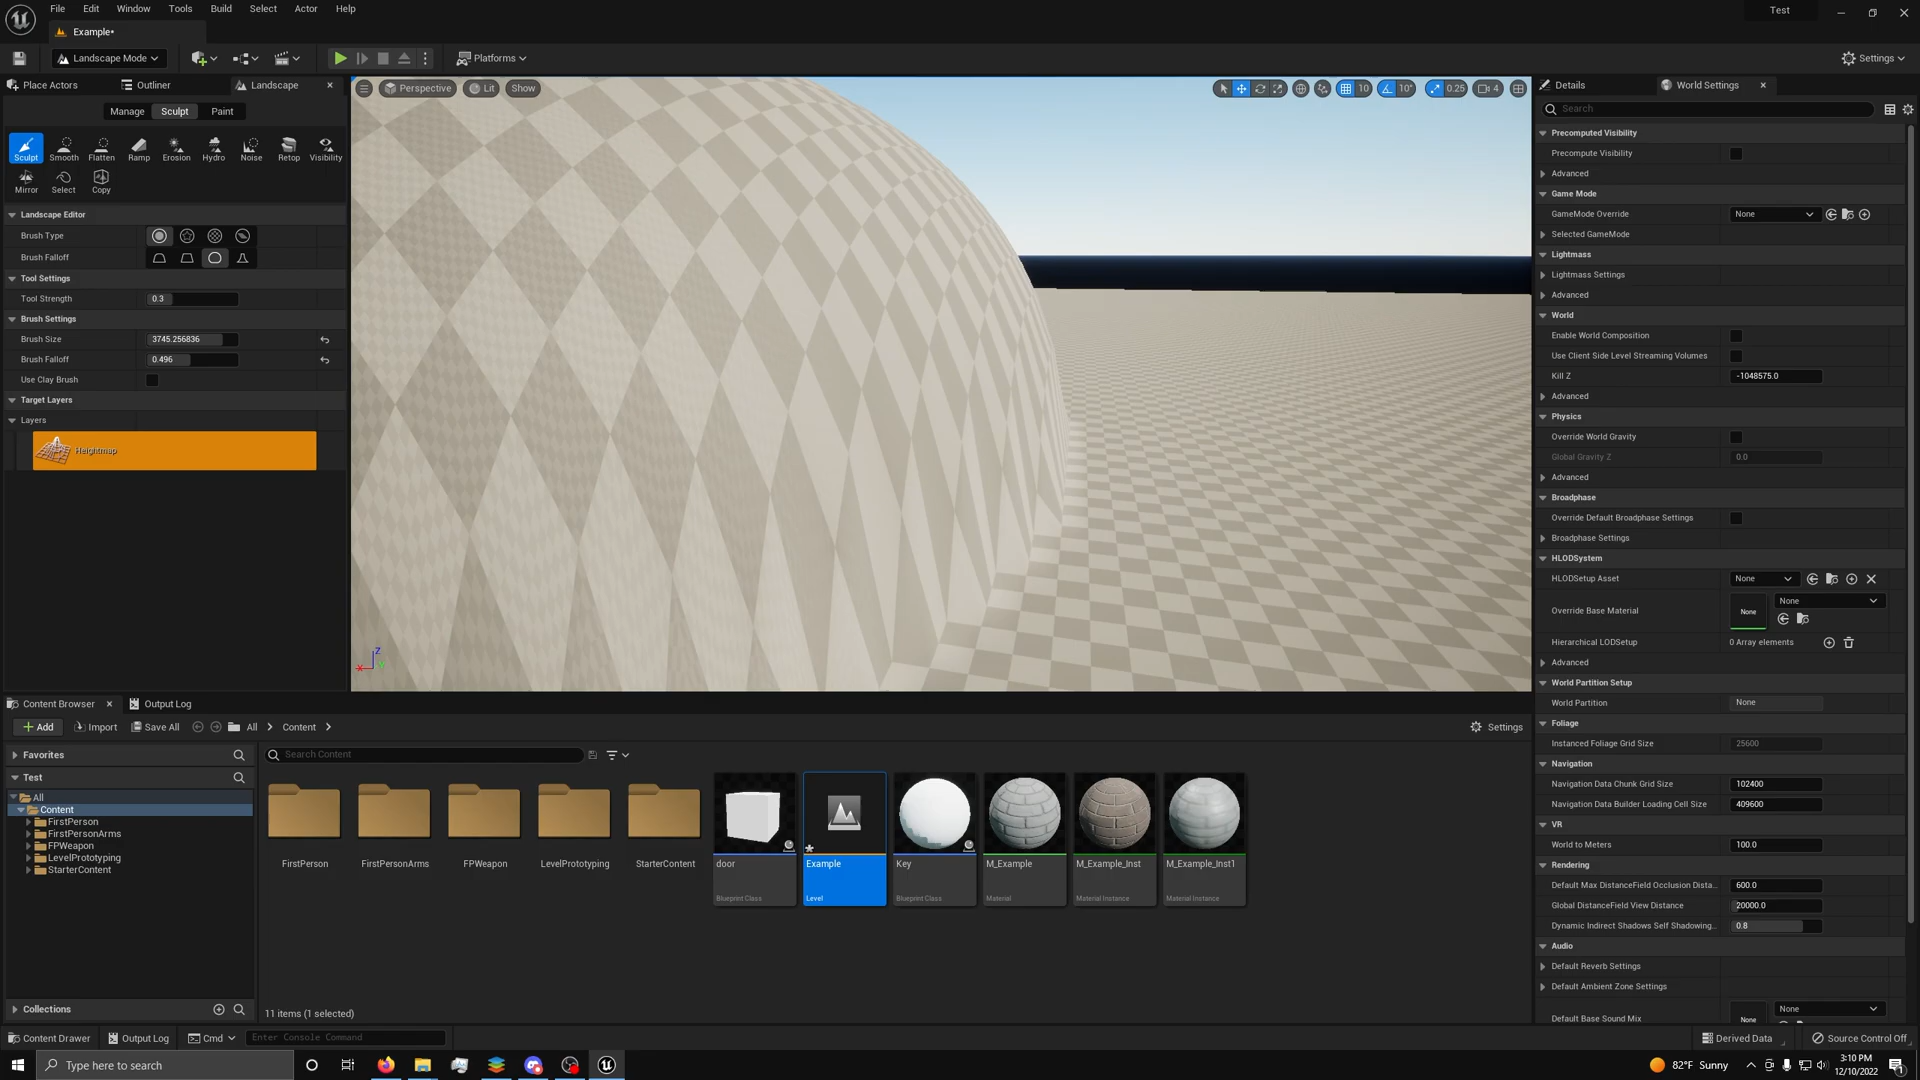 File Edit Window Tools Build Select Actor Help
Test
Example•
Landscape Mode
Platforms
Settings
Place Actors
Outliner
Landscape
Manage Sculpt Paint
Sculpt Smooth Flatten Ramp Erosion Hydro Noise Retop Visibility
Mirror Select Copy
Landscape Editor
Brush Type
Brush Falloff
Tool Settings
Tool Strength 0.3
Brush Settings
Brush Size 3745.256836
Brush Falloff 0.496
Use Clay Brush
Target Layers
Layers
Heightmap
Perspective Lit Show
10 10° 0.25 4
X Z Y
Details
World Settings
Search
Precomputed Visibility
Precompute Visibility
Advanced
Game Mode
GameMode Override None
Selected GameMode
Lightmass
Lightmass Settings
Advanced
World
Enable World Composition
Use Client Side Level Streaming Volumes
Kill Z -1048575.0
Advanced
Physics
Override World Gravity
Global Gravity Z 0.0
Advanced
Broadphase
Override Default Broadphase Settings
Broadphase Settings
HLODSystem
HLODSetup Asset None
Override Base Material None None
Hierarchical LODSetup 0 Array elements
Advanced
World Partition Setup
World Partition None
Foliage
Instanced Foliage Grid Size 25600
Navigation
Navigation Data Chunk Grid Size 102400
Navigation Data Builder Loading Cell Size 409600
VR
World to Meters 100.0
Rendering
Default Max DistanceField Occlusion Dista... 600.0
Global DistanceField View Distance 20000.0
Dynamic Indirect Shadows Self Shadowing... 0.8
Audio
Default Reverb Settings
Default Ambient Zone Settings
Default Base Sound Mix None None
Content Browser
Output Log
Add Import Save All All Content
Settings
Favorites
Search Content
Test
All
Content
FirstPerson
FirstPersonArms
FPWeapon
LevelPrototyping
StarterContent
Collections
FirstPerson FirstPersonArms FPWeapon LevelPrototyping StarterContent
door Example Key M_Example M_Example_Inst M_Example_Inst1
Blueprint Class Level Blueprint Class Material Material Instance Material Instance
11 items (1 selected)
Content Drawer Output Log Cmd Enter Console Command
Derived Data Source Control Off
Type here to search
82°F Sunny
3:10 PM
12/10/2022
1